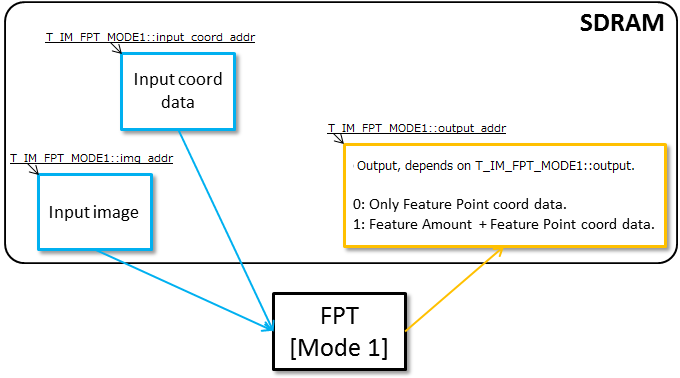 SDRAM
T_IM_FPT_MODE1::input_coord_addr
Input coord
data
T_IM_FPT_MODE1::output_addr
Output, depends on T_IM_FPT_MODE1::output.
0: Only Feature Point coord data.
1: Feature Amount + Feature Point coord data.
T_IM_FPT_MODE1::img_addr
Input image
FPT
[Mode 1]